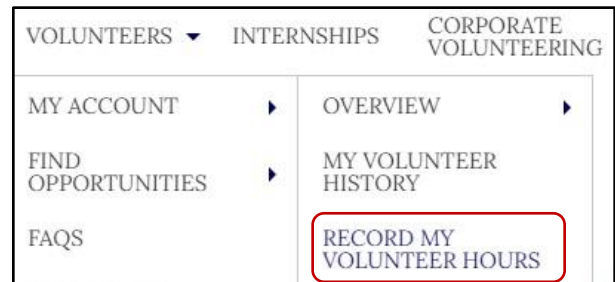 VOLUNTEERS INTERNSHIPS CORPORATE
VOLUNTEERING
MY ACCOUNT
FIND
OPPORTUNITIES
FAQS
OVERVIEW
MY VOLUNTEER
HISTORY
RECORD MY
VOLUNTEER HOURS